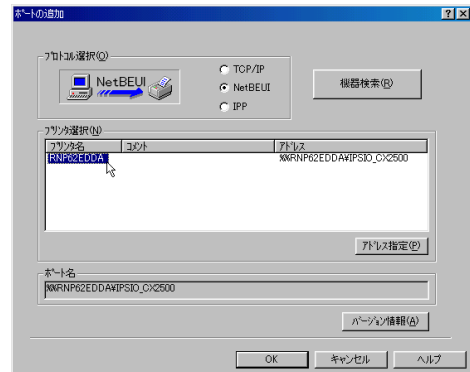 ポートの追加
プロトコル選択(O)
NetBEUI
TCP/IP
NetBEUI
IPP
機器検索(R)
プリンタ選択(N)
プリンタ名 コメント アドレス
RNP62EDDA %%RNP62EDDA¥IPSIO_CX2500
アドレス指定(P)
ポート名
%%RNP62EDDA¥IPSIO_CX2500
バージョン情報(A)
OK キャンセル ヘルプ